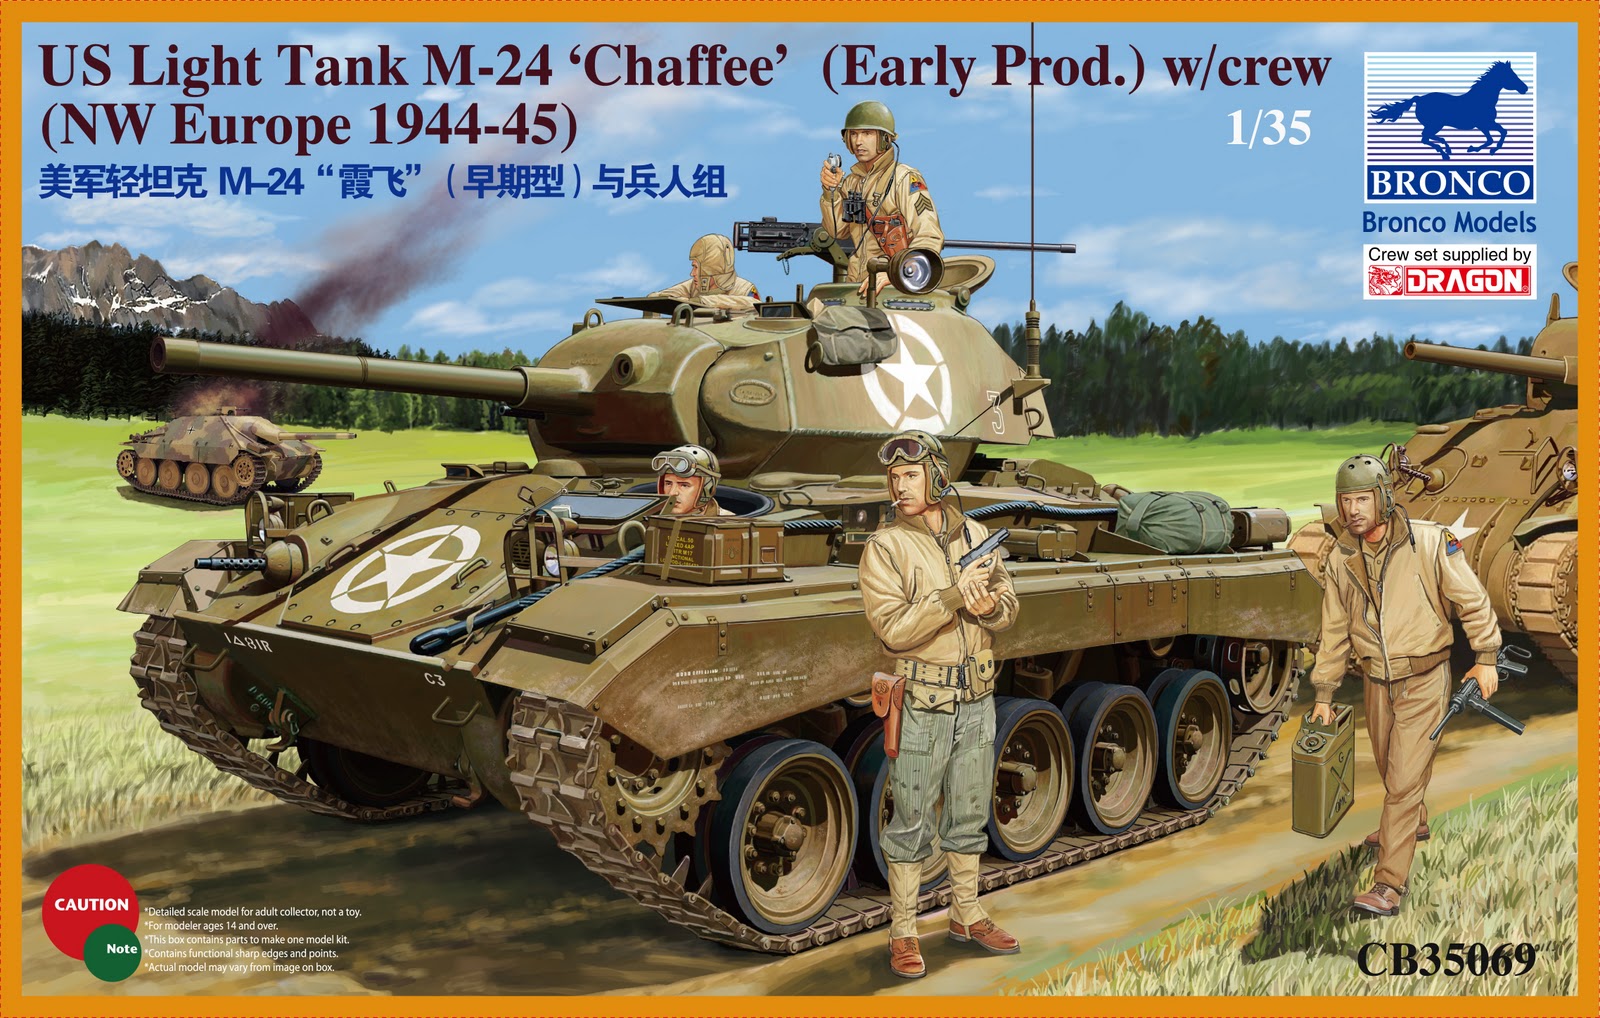 US Light Tank M-24 ‘Chaffee’ (Early Prod.) w/crew
(NW Europe 1944-45)
1/35
美军轻坦克 M-24 “霞飞” (早期型) 与兵人组
BRONCO
Bronco Models
Crew set supplied by
DRAGON
3
1△81R
C3
CAUTION
Note
*Detailed scale model for adult collector, not a toy.
*For modeler ages 14 and over.
*This box contains parts to make one model kit.
*Contains functional sharp edges and points.
*Actual model may vary from image on box.
CB35069